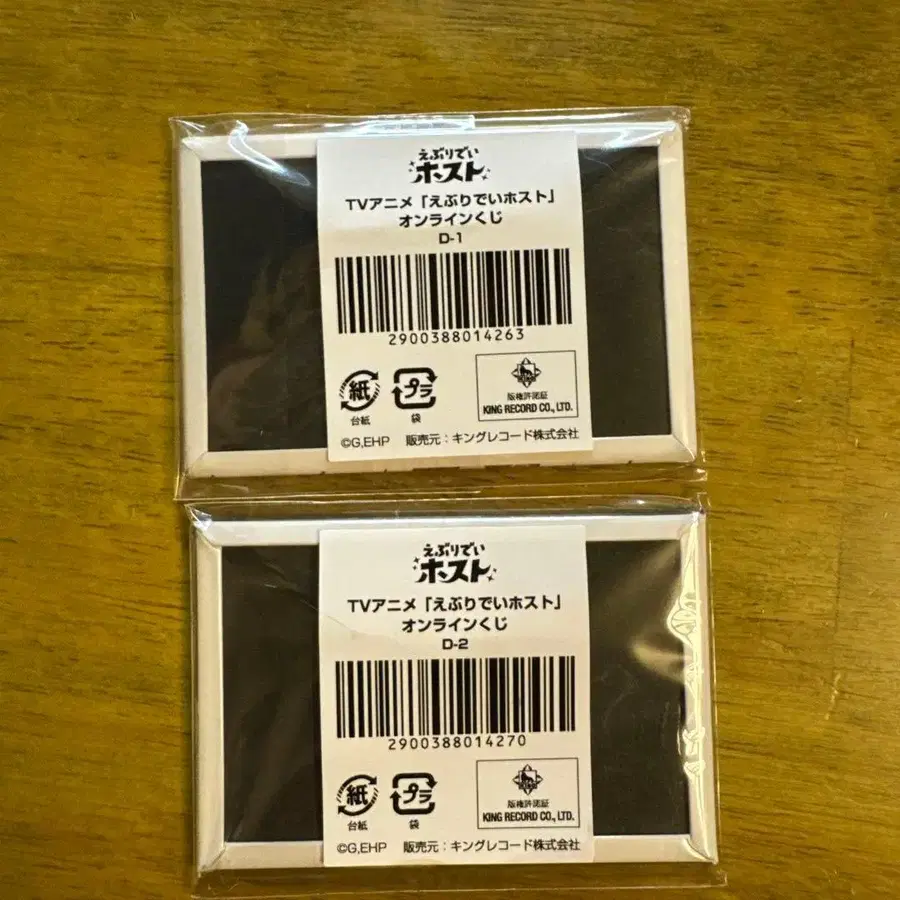 えぶりでい
ホスト
TVアニメ「えぶりでいホスト」
オンラインくじ
D-1
2900388014263
紙
プラ
台紙
袋
版権許諾証
KING RECORD CO., LTD.
©G,EHP 販売元：キングレコード株式会社
えぶりでい
ホスト
TVアニメ「えぶりでいホスト」
オンラインくじ
D-2
2900388014270
紙
プラ
台紙
袋
版権許諾証
KING RECORD CO., LTD.
©G,EHP 販売元：キングレコード株式会社